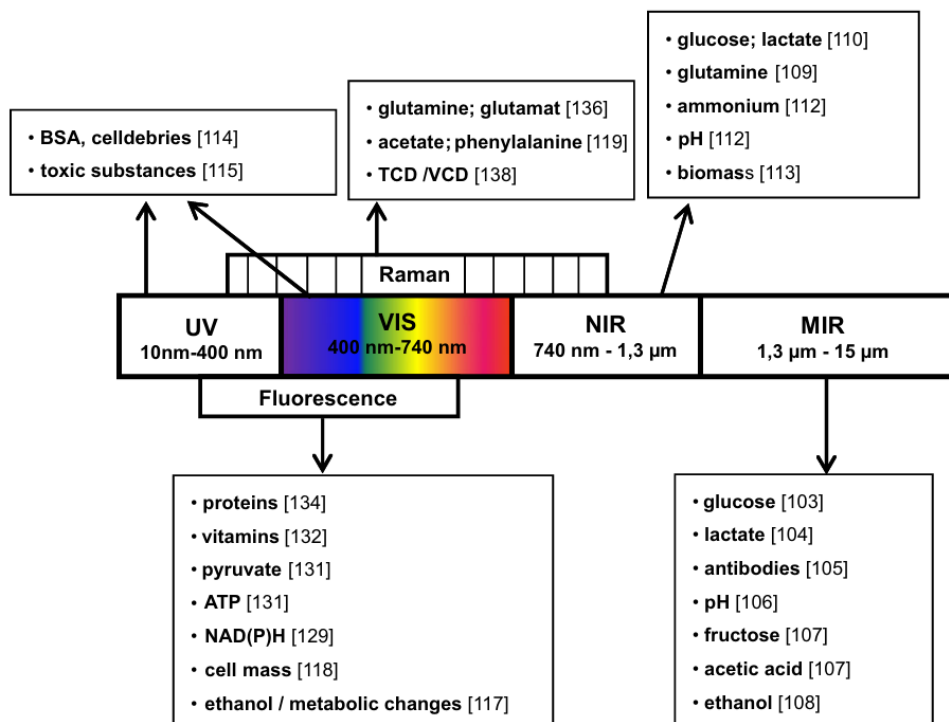 • glucose; lactate [110]
• glutamine [109]
• ammonium [112]
• pH [112]
• biomass [113]
• glutamine; glutamat [136]
• acetate; phenylalanine [119]
• TCD /VCD [138]
• BSA, celldebries [114]
• toxic substances [115]
Raman
UV
10nm-400 nm
VIS
400 nm-740 nm
NIR
740 nm - 1,3 µm
MIR
1,3 µm - 15 µm
Fluorescence
• proteins [134]
• vitamins [132]
• pyruvate [131]
• ATP [131]
• NAD(P)H [129]
• cell mass [118]
• ethanol / metabolic changes [117]
• glucose [103]
• lactate [104]
• antibodies [105]
• pH [106]
• fructose [107]
• acetic acid [107]
• ethanol [108]